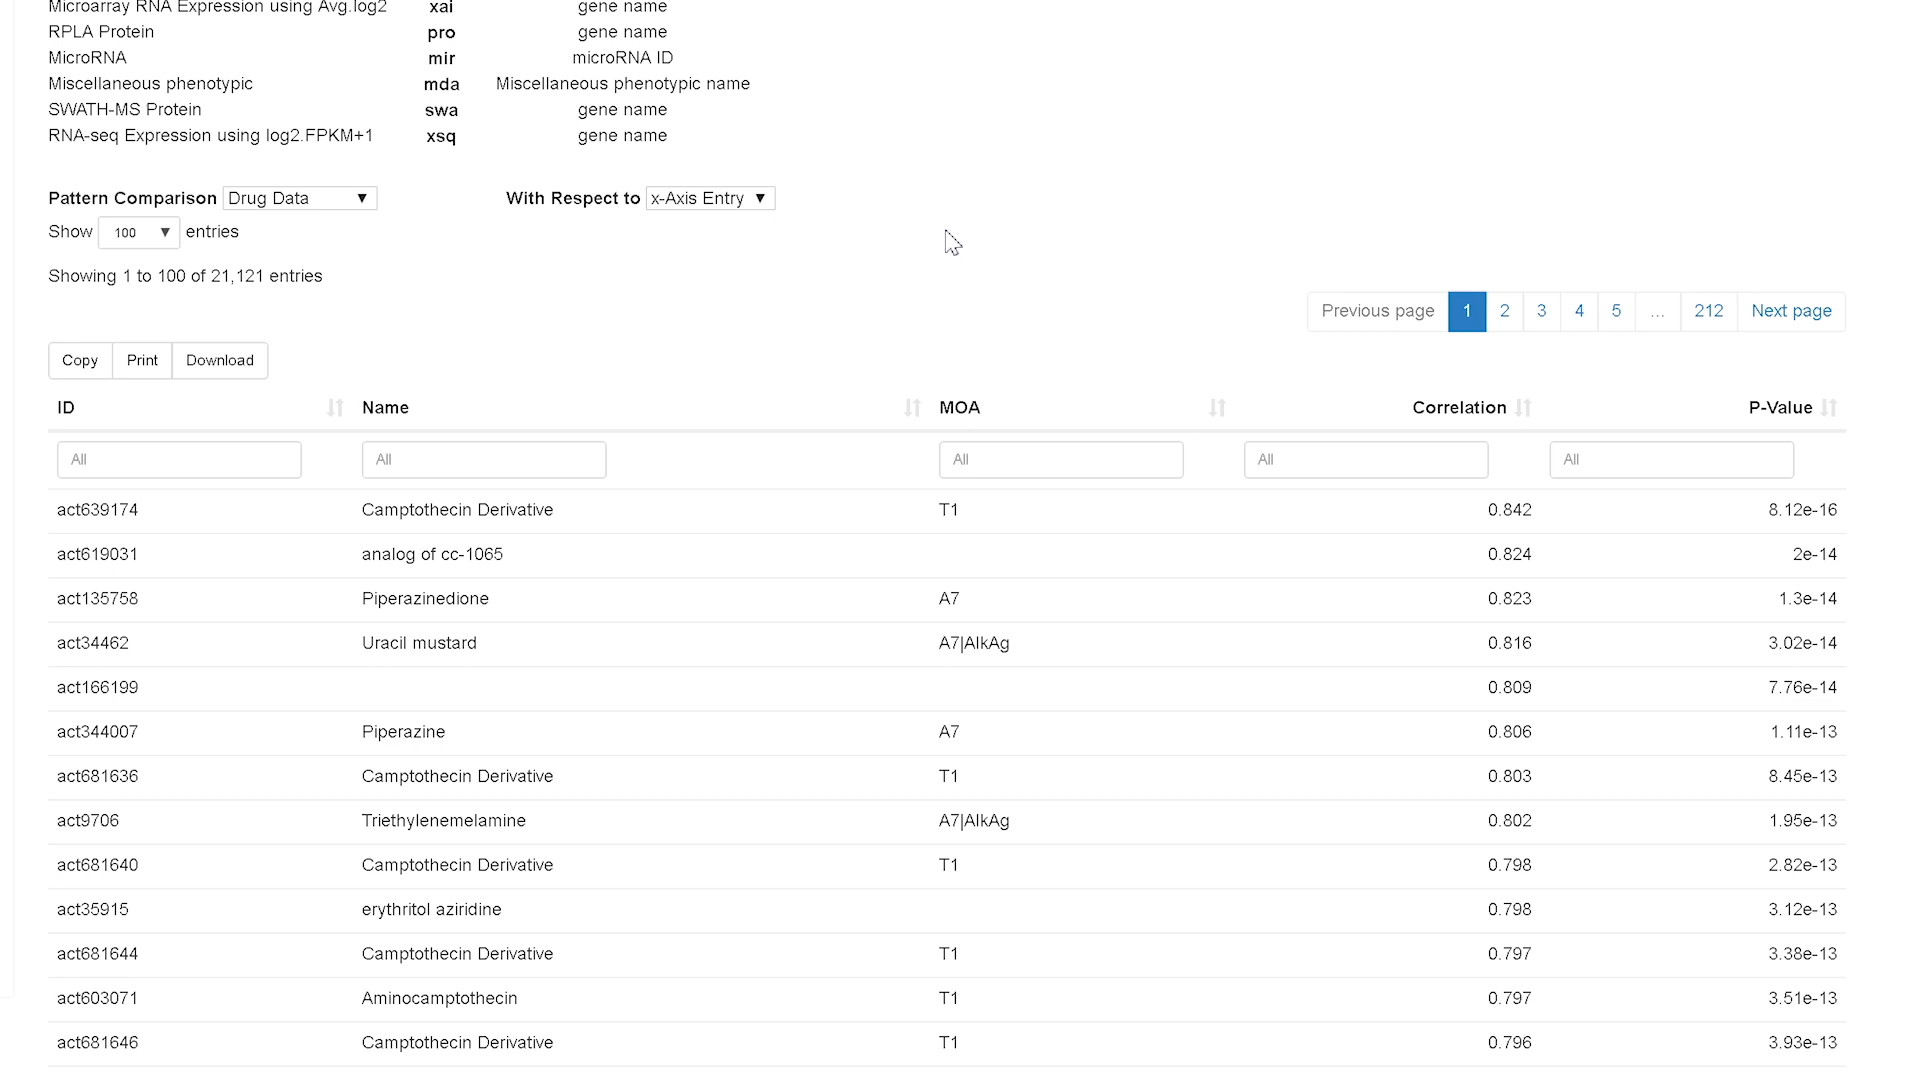 Microarray RNA Expression using Avg.log2 xai gene name
RPLA Protein pro gene name
MicroRNA mir microRNA ID
Miscellaneous phenotypic mda Miscellaneous phenotypic name
SWATH-MS Protein swa gene name
RNA-seq Expression using log2.FPKM+1 xsq gene name
Pattern Comparison Drug Data With Respect to x-Axis Entry
Show 100 entries
Showing 1 to 100 of 21,121 entries
Previous page 1 2 3 4 5 ... 212 Next page
Copy Print Download
ID Name MOA Correlation P-Value
All All All All All
act639174 Camptothecin Derivative T1 0.842 8.12e-16
act619031 analog of cc-1065 0.824 2e-14
act135758 Piperazinedione A7 0.823 1.3e-14
act34462 Uracil mustard A7|AlkAg 0.816 3.02e-14
act166199 0.809 7.76e-14
act344007 Piperazine A7 0.806 1.11e-13
act681636 Camptothecin Derivative T1 0.803 8.45e-13
act9706 Triethylenemelamine A7|AlkAg 0.802 1.95e-13
act681640 Camptothecin Derivative T1 0.798 2.82e-13
act35915 erythritol aziridine 0.798 3.12e-13
act681644 Camptothecin Derivative T1 0.797 3.38e-13
act603071 Aminocamptothecin T1 0.797 3.51e-13
act681646 Camptothecin Derivative T1 0.796 3.93e-13